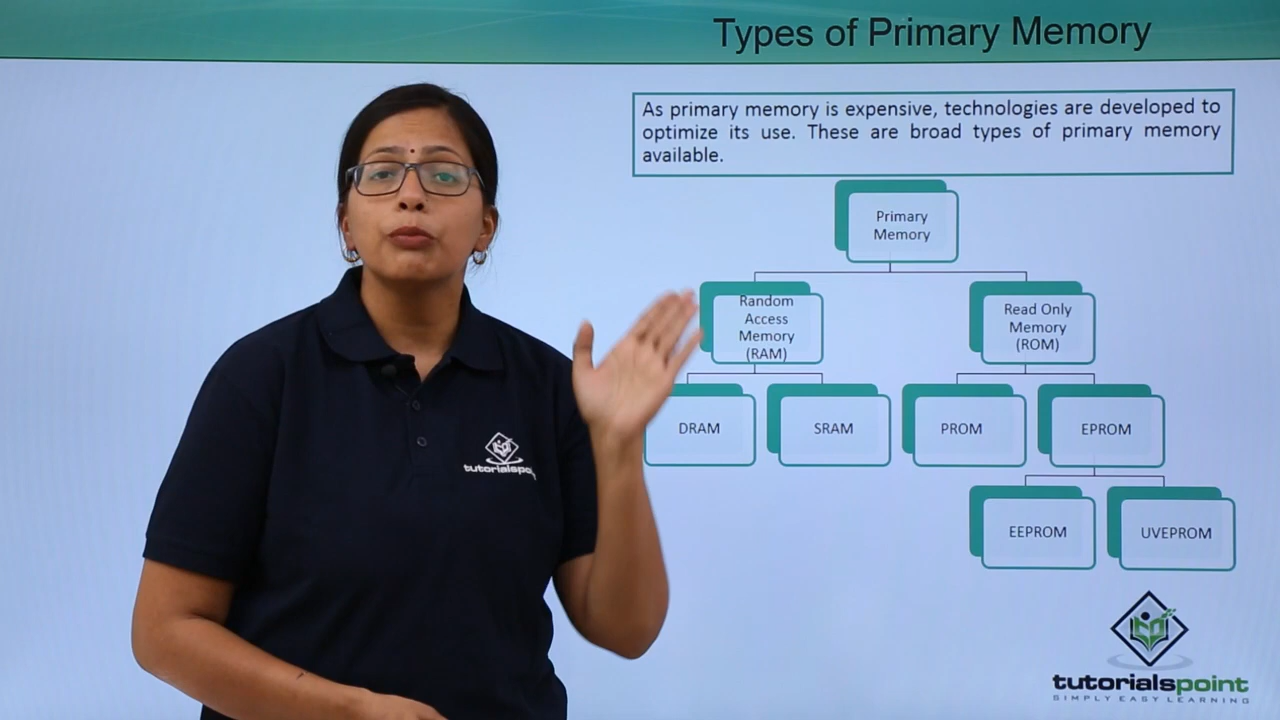 Types of Primary Memory
As primary memory is expensive, technologies are developed to
optimize its use. These are broad types of primary memory
available.
Primary
Memory
Random
Access
Memory
(RAM)
Read Only
Memory
(ROM)
DRAM
SRAM
PROM
EPROM
EEPROM
UVEPROM
tutorialspoint
tutorialspoint
SIMPLY EASY LEARNING